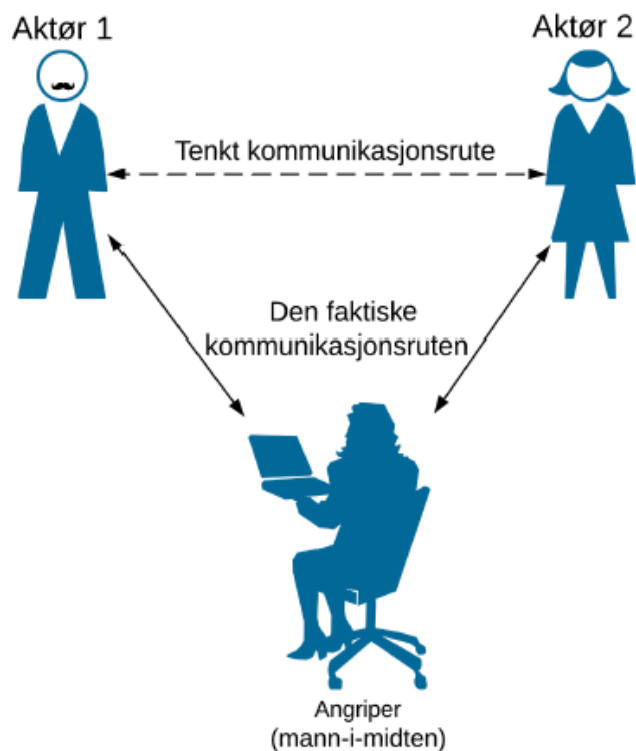 Aktør 1
Aktør 2
Tenkt kommunikasjonsrute
Den faktiske
kommunikasjonsruten
Angriper
(mann-i-midten)